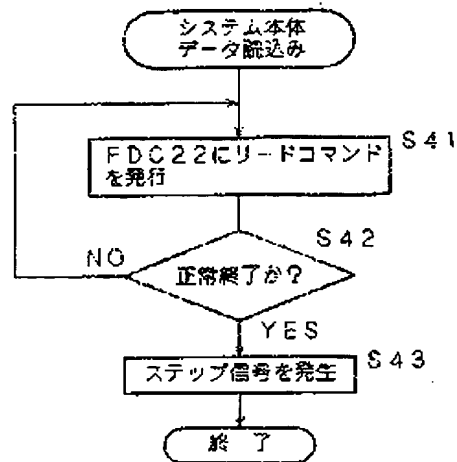 システム本体
データ読込み
FDC22にリードコマンド
を発行
S41
S42
NO
正常終了か?
YES
S43
ステップ信号を発生
終 了